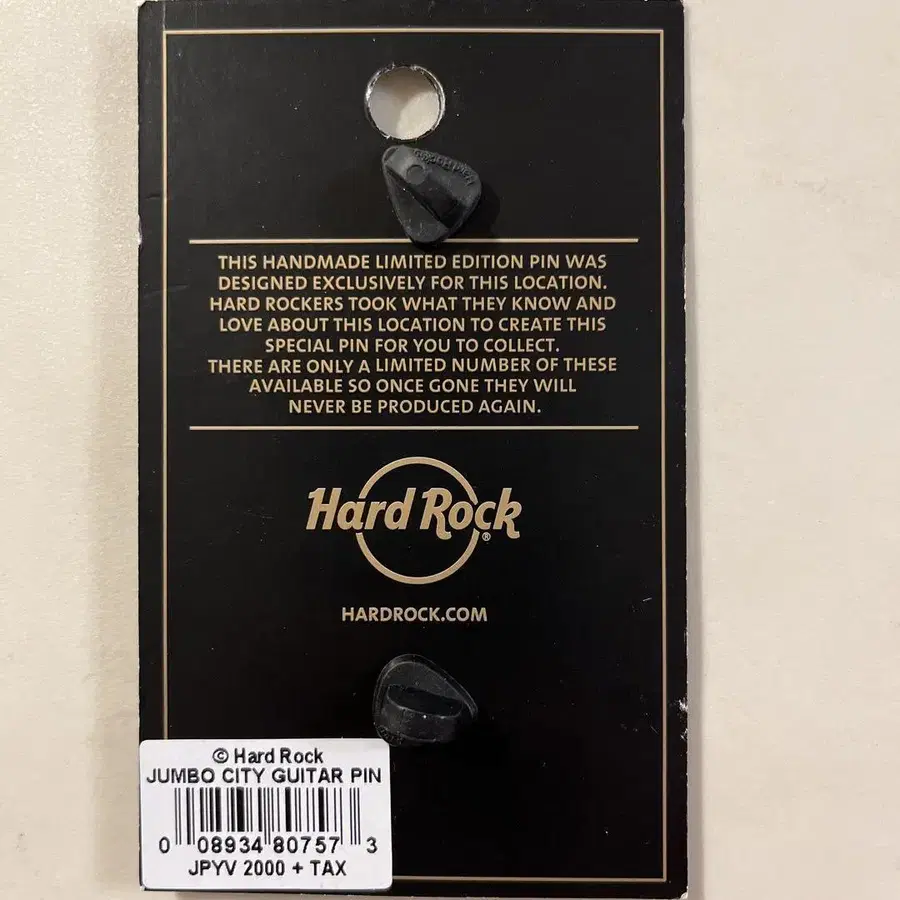 THIS HANDMADE LIMITED EDITION PIN WAS
DESIGNED EXCLUSIVELY FOR THIS LOCATION.
HARD ROCKERS TOOK WHAT THEY KNOW AND
LOVE ABOUT THIS LOCATION TO CREATE THIS
SPECIAL PIN FOR YOU TO COLLECT.
THERE ARE ONLY A LIMITED NUMBER OF THESE
AVAILABLE SO ONCE GONE THEY WILL
NEVER BE PRODUCED AGAIN.
Hard Rock®
HARDROCK.COM
© Hard Rock
JUMBO CITY GUITAR PIN
0 08934 80757 3
JPYV 2000 + TAX